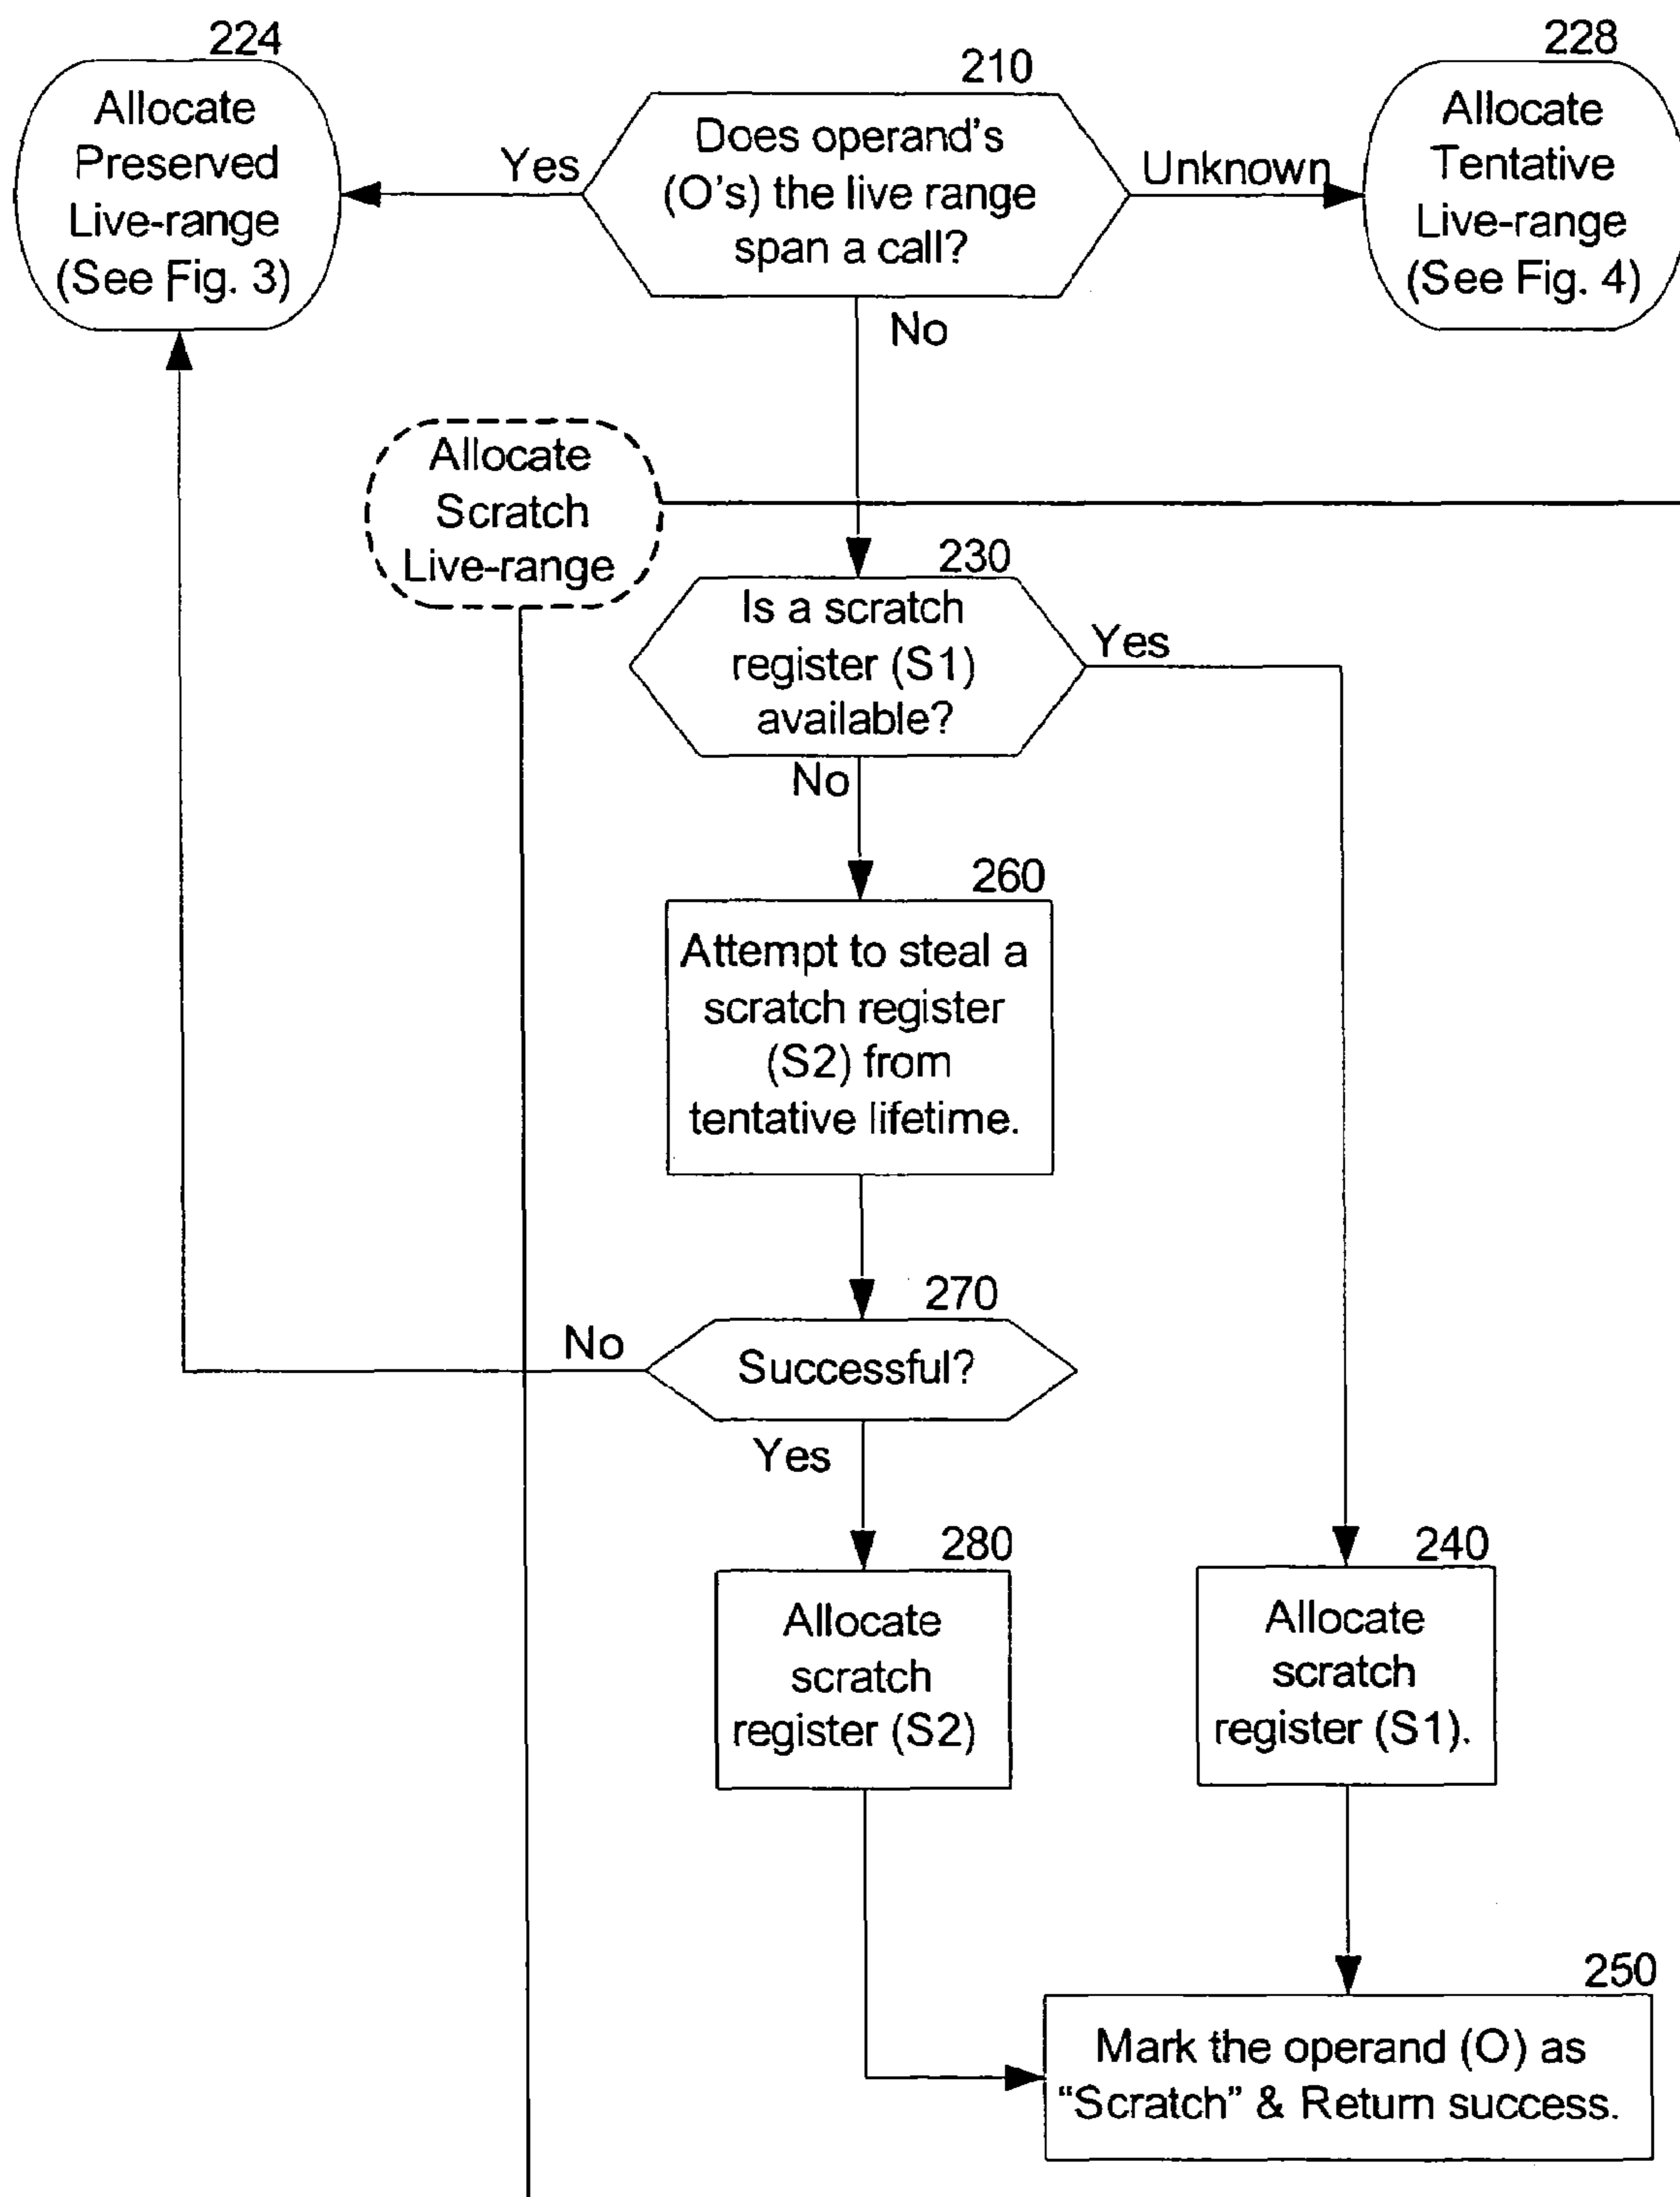 224
Allocate
Preserved
Live-range
(See Fig. 3)
Yes
210
Does operand's
(O's) the live range
span a call?
Unknown
228
Allocate
Tentative
Live-range
(See Fig. 4)
No
Allocate
Scratch
Live-range
230
Is a scratch
register (S1)
available?
Yes
No
260
Attempt to steal a
scratch register
(S2) from
tentative lifetime.
270
Successful?
No
Yes
280
Allocate
scratch
register (S2)
240
Allocate
scratch
register (S1).
250
Mark the operand (O) as
“Scratch” & Return success.